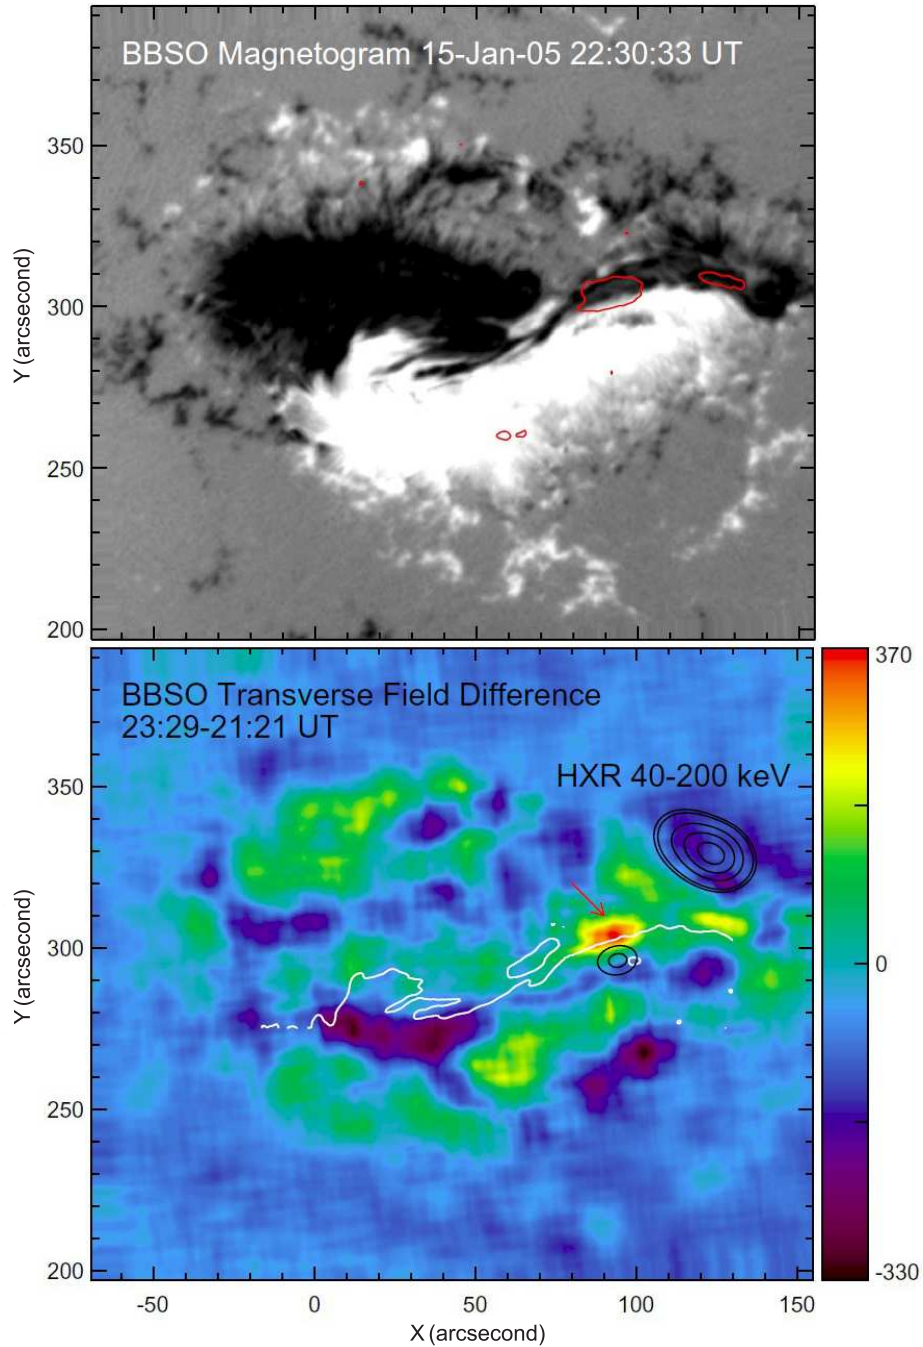 BBSO Magnetogram 15-Jan-05 22:30:33 UT
350
300
250
200
Y (arcsecond)
BBSO Transverse Field Difference
23:29-21:21 UT
HXR 40-200 keV
370
0
-330
350
300
250
200
Y (arcsecond)
-50 0 50 100 150
X (arcsecond)